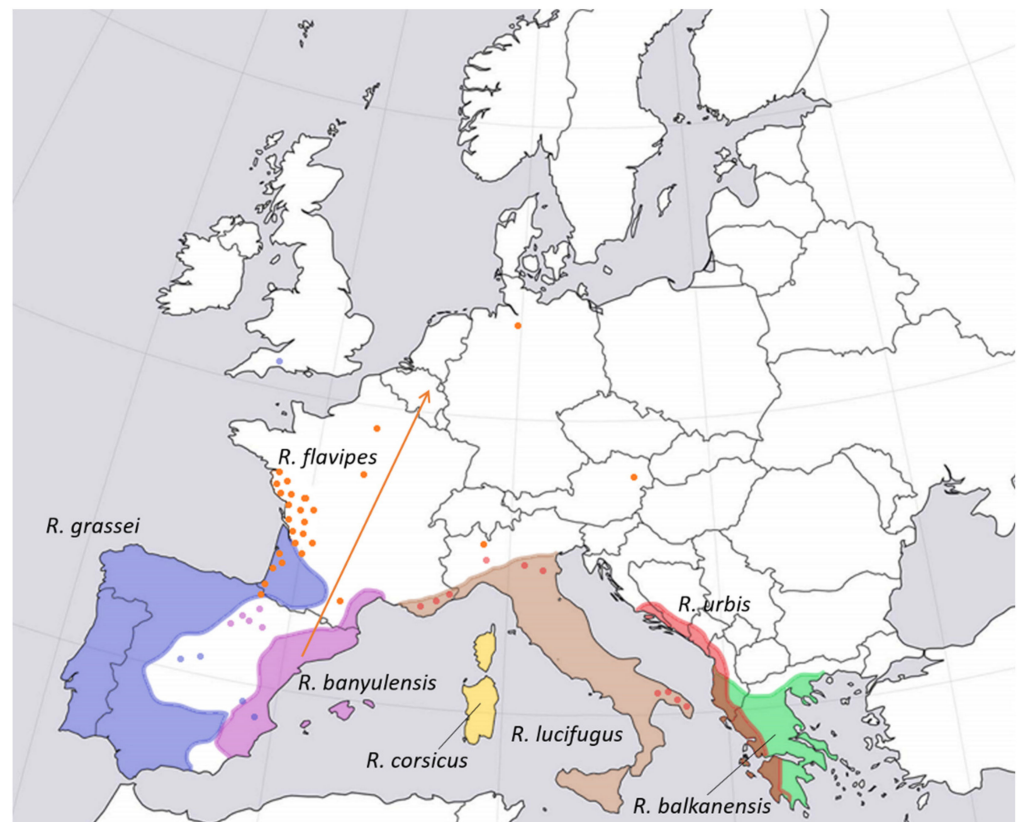 R. flavipes
R. grassei
R. urbis
R. banyulensis
R. lucifugus
R. corsicus
R. balkanensis